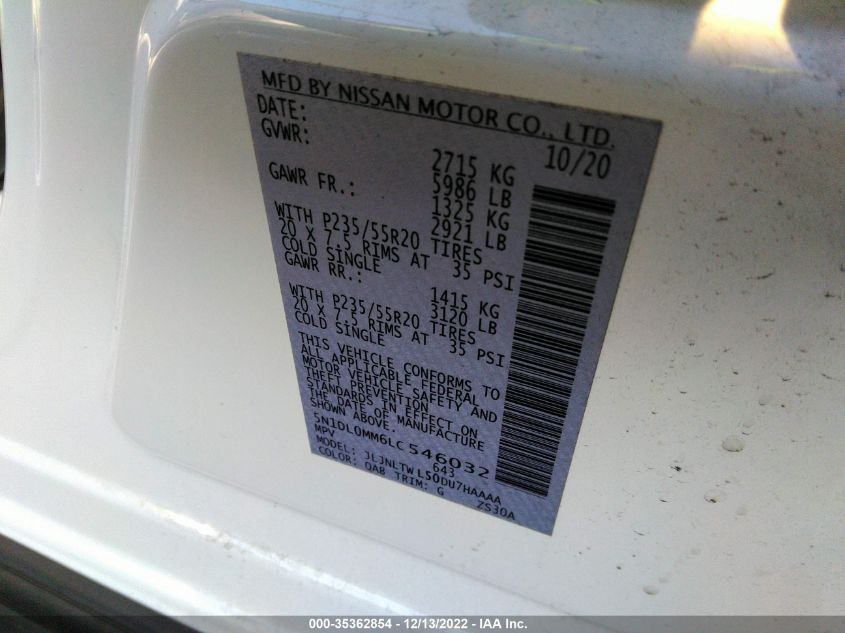 MFD BY NISSAN MOTOR CO., LTD.
DATE: 10/20
GVWR: 2715 KG
5986 LB
GAWR FR.: 1325 KG
2921 LB
WITH P235/55R20 TIRES
20 X 7.5 RIMS AT 35 PSI
COLD SINGLE
GAWR RR.: 1415 KG
3120 LB
WITH P235/55R20 TIRES
20 X 7.5 RIMS AT 35 PSI
COLD SINGLE
THIS VEHICLE CONFORMS TO
ALL APPLICABLE FEDERAL
MOTOR VEHICLE SAFETY AND
THEFT PREVENTION
STANDARDS IN EFFECT ON
THE DATE OF MANUFACTURE
SHOWN ABOVE.
5N1DL0MM6LC546032
MPV 643
MODEL: JLJNLTWL50DU7HAAAA
COLOR: QAB TRIM: G ZS30A
000-35362854 - 12/13/2022 - IAA Inc.